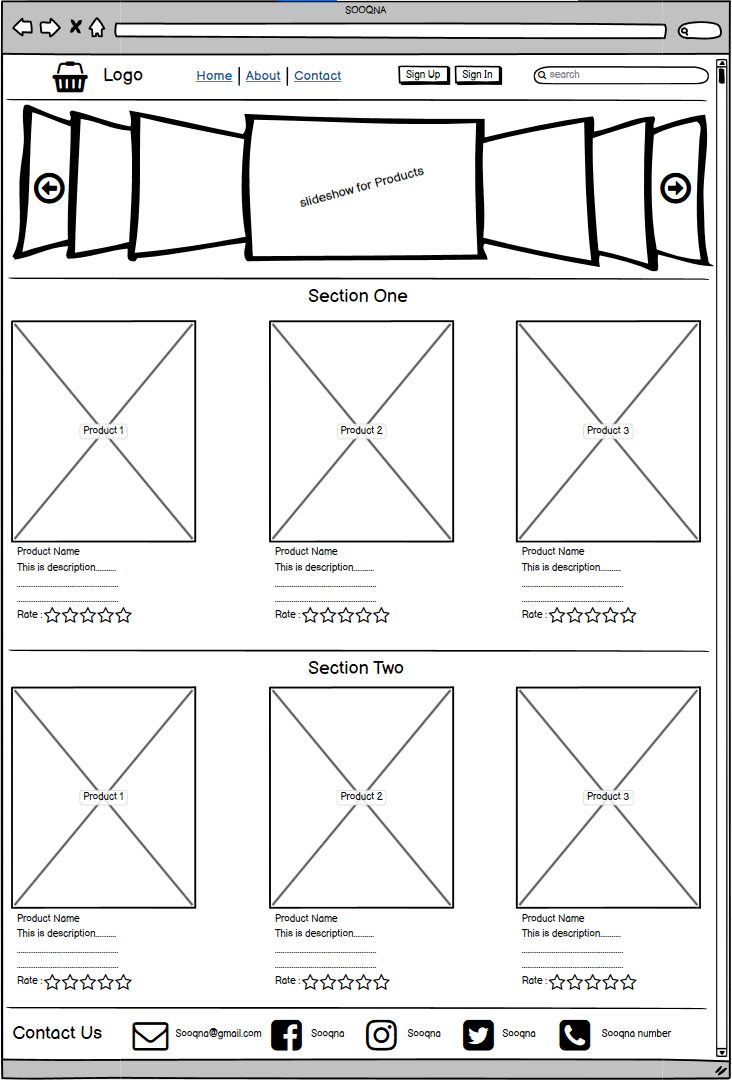 SOOQNA
Logo Home About Contact Sign Up Sign In search
slideshow for Products
Section One
Product 1 Product 2 Product 3
Product Name Product Name Product Name
This is description.......... This is description.......... This is description..........
Rate : Rate : Rate :
Section Two
Product 1 Product 2 Product 3
Product Name Product Name Product Name
This is description.......... This is description.......... This is description..........
Rate : Rate : Rate :
Contact Us Sooqna@gmail.com Sooqna Sooqna Sooqna Sooqna number